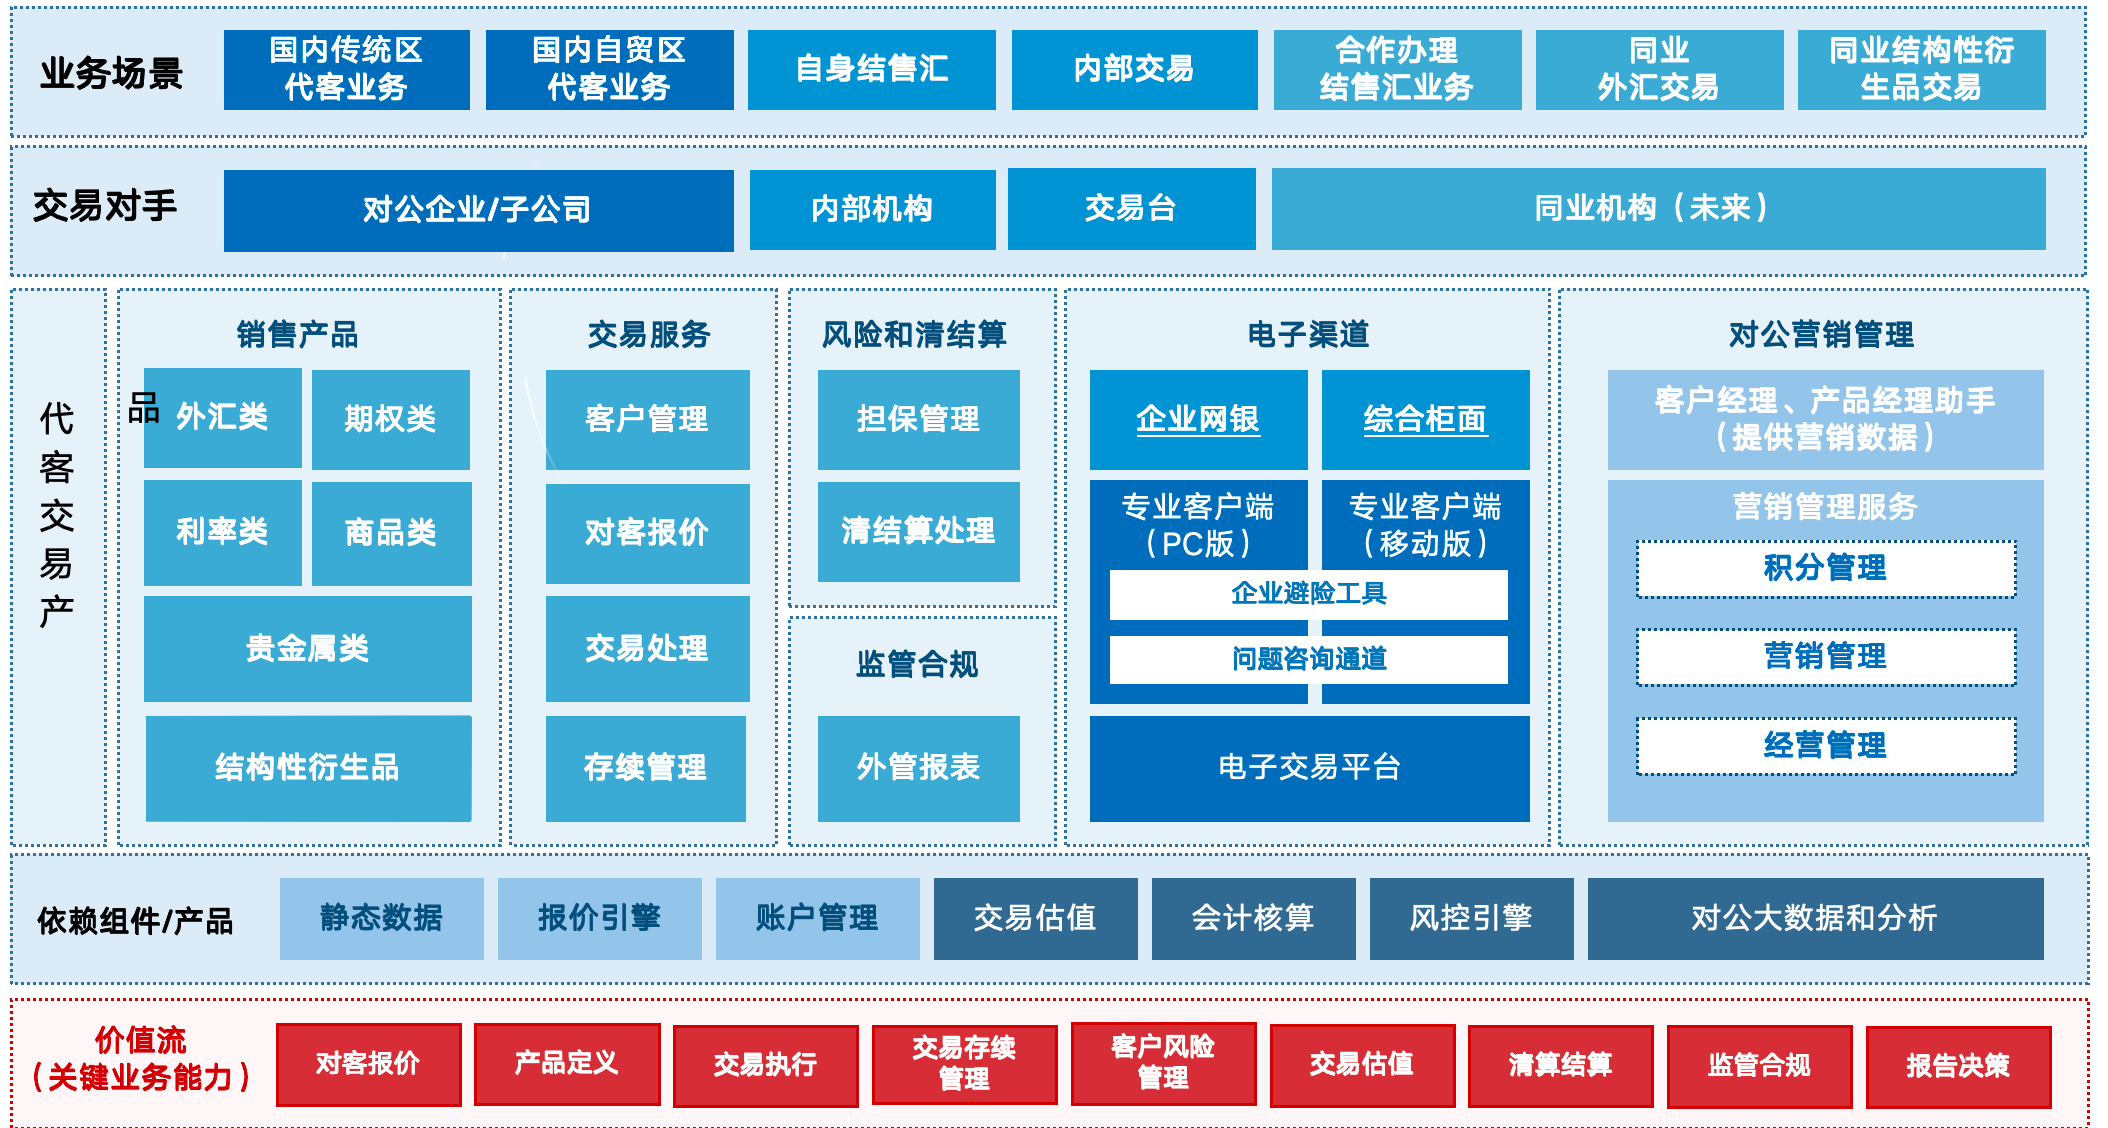 业务场景
国内传统区
代客业务
国内自贸区
代客业务
自身结售汇
内部交易
合作办理
结售汇业务
同业
外汇交易
同业结构性衍
生品交易
交易对手
对公企业/子公司
内部机构
交易台
同业机构（未来）
代
客
交
易
产
品
销售产品
外汇类
期权类
利率类
商品类
贵金属类
结构性衍生品
交易服务
客户管理
对客报价
交易处理
存续管理
风险和清结算
担保管理
清结算处理
监管合规
外管报表
电子渠道
企业网银
综合柜面
专业客户端
（PC版）
专业客户端
（移动版）
企业避险工具
问题咨询通道
电子交易平台
对公营销管理
客户经理、产品经理助手
（提供营销数据）
营销管理服务
积分管理
营销管理
经营管理
依赖组件/产品
静态数据
报价引擎
账户管理
交易估值
会计核算
风控引擎
对公大数据和分析
价值流
（关键业务能力）
对客报价
产品定义
交易执行
交易存续
管理
客户风险
管理
交易估值
清算结算
监管合规
报告决策